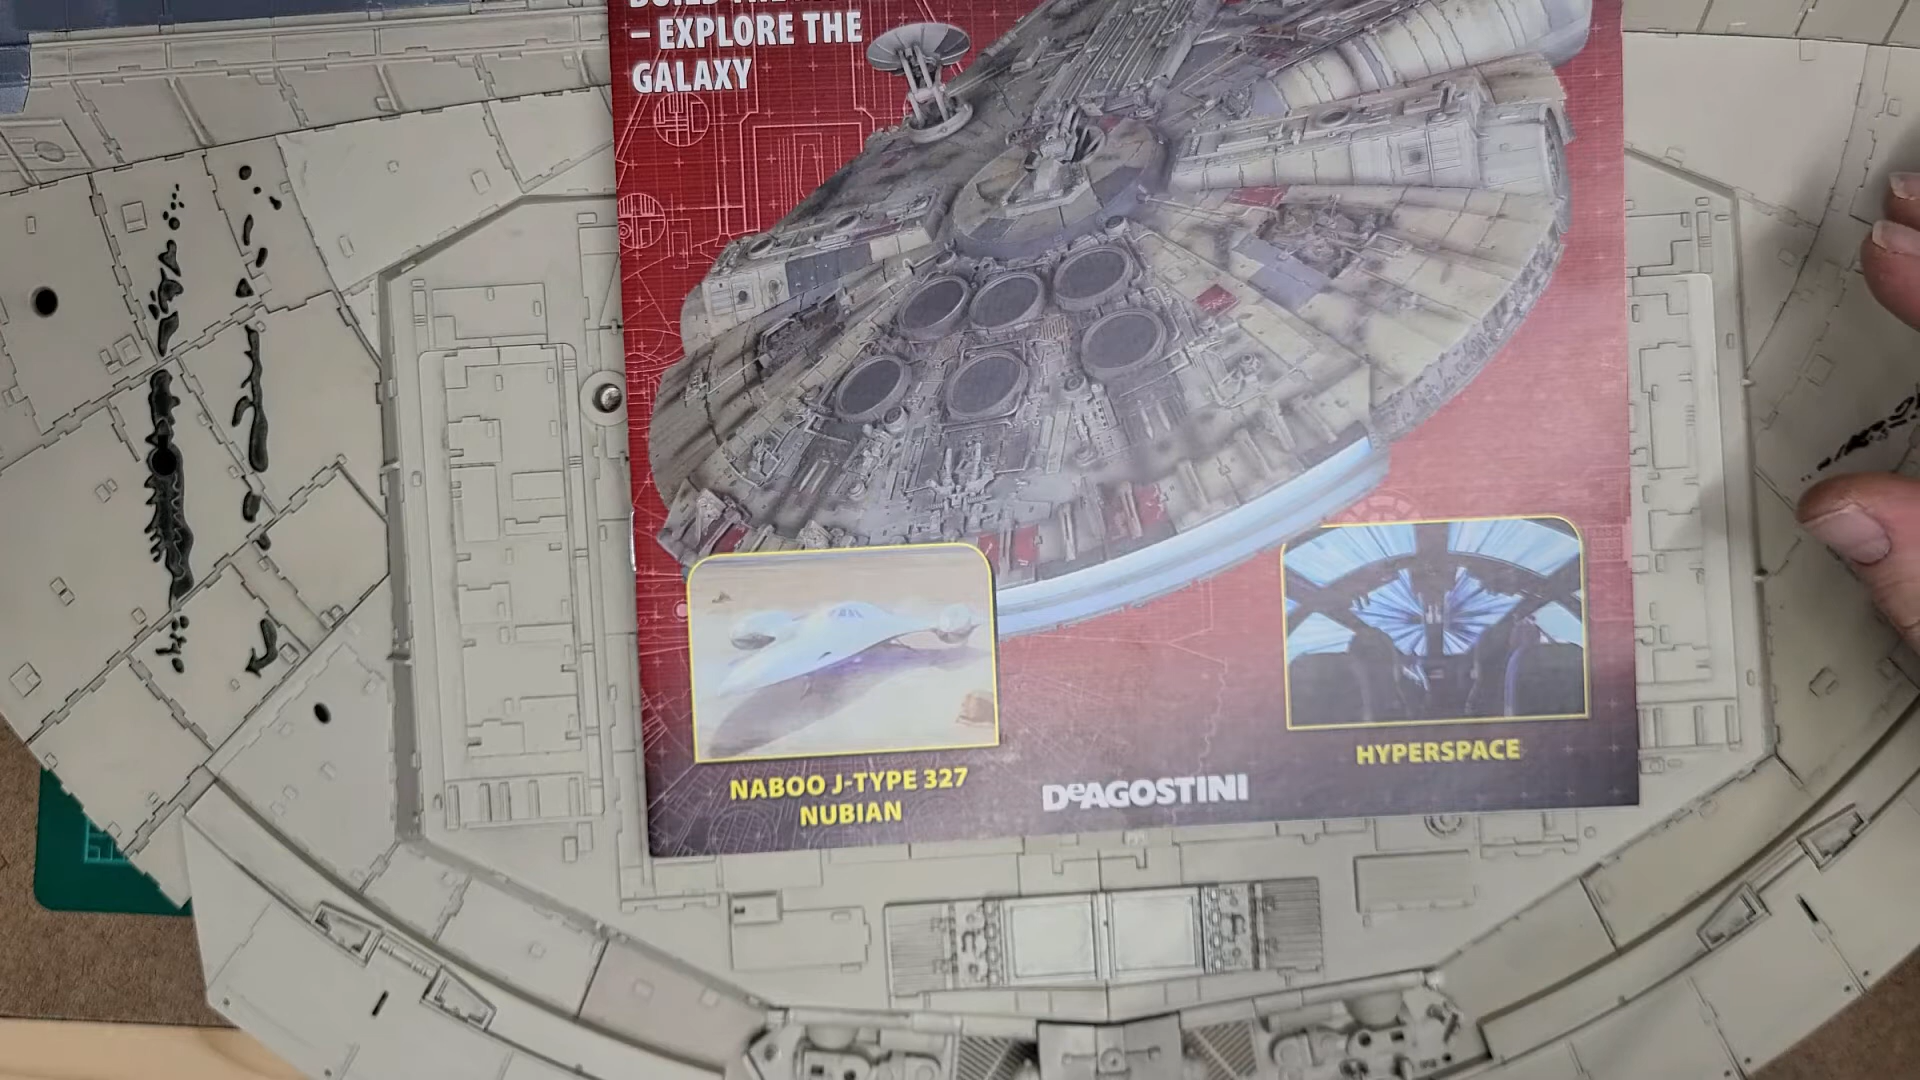 – EXPLORE THE
GALAXY
NABOO J-TYPE 327
NUBIAN
DeAGOSTINI
HYPERSPACE